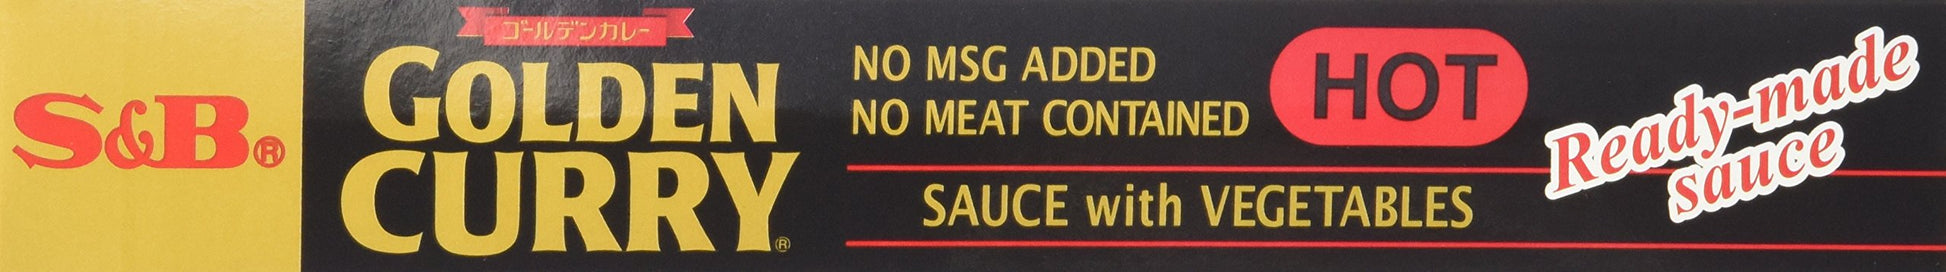 S&B®
ゴールデンカレー
GOLDEN
CURRY®
NO MSG ADDED
NO MEAT CONTAINED
HOT
SAUCE with VEGETABLES
Ready-made
sauce